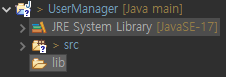 > UserManager [Java main]
JRE System Library [JavaSE-17]
> src
lib